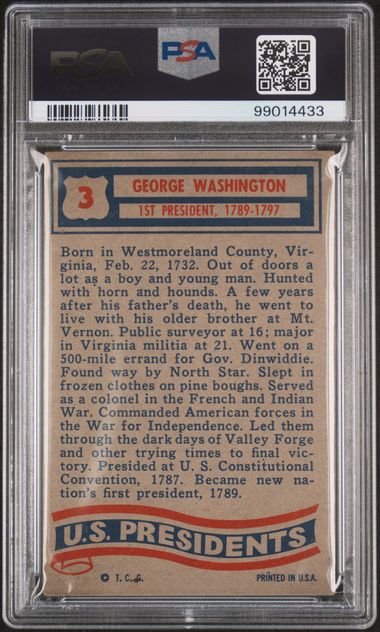 PSA
PSA
99014433
3
GEORGE WASHINGTON
1ST PRESIDENT, 1789-1797
Born in Westmoreland County, Vir-
ginia, Feb. 22, 1732. Out of doors a
lot as a boy and young man. Hunted
with horn and hounds. A few years
after his father's death, he went to
live with his older brother at Mt.
Vernon. Public surveyor at 16; major
in Virginia militia at 21. Went on a
500-mile errand for Gov. Dinwiddie.
Found way by North Star. Slept in
frozen clothes on pine boughs. Served
as a colonel in the French and Indian
War. Commanded American forces in
the War for Independence. Led them
through the dark days of Valley Forge
and other trying times to final vic-
tory. Presided at U. S. Constitutional
Convention, 1787. Became new na-
tion's first president, 1789.
U.S. PRESIDENTS
© T. C. G.
PRINTED IN U.S.A.